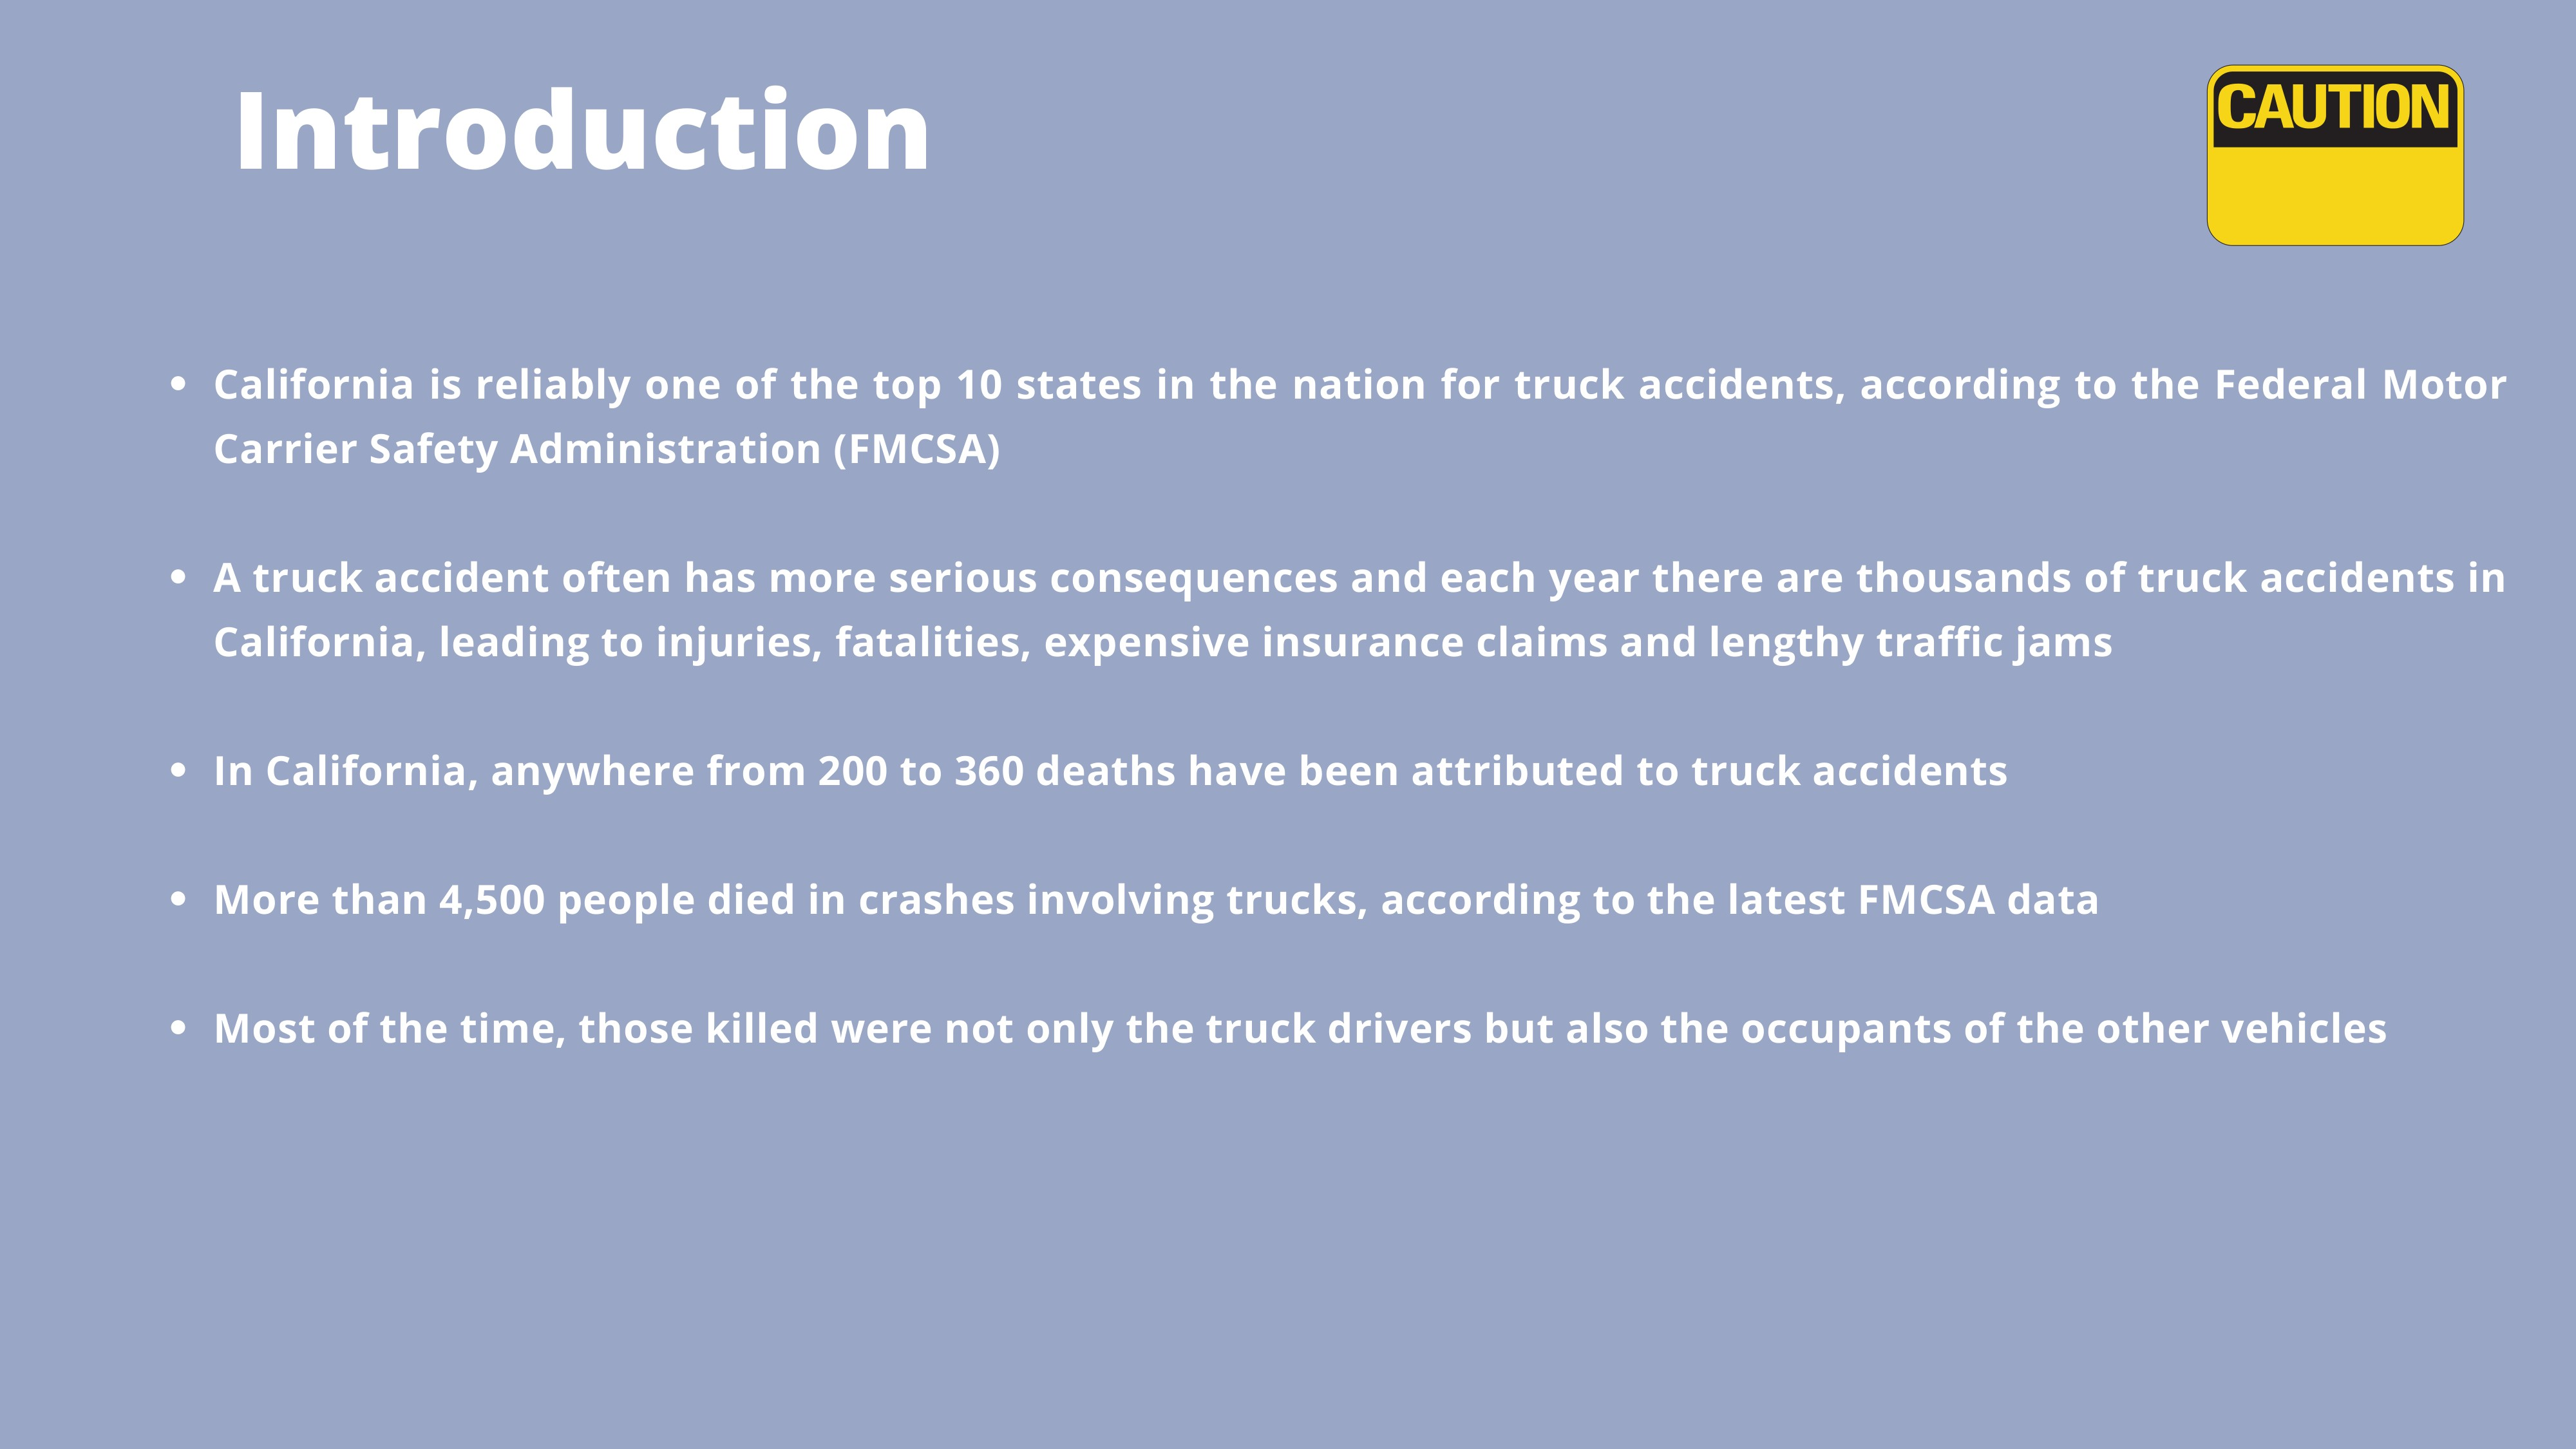 Introduction
CAUTION
• California is reliably one of the top 10 states in the nation for truck accidents, according to the Federal Motor
Carrier Safety Administration (FMCSA)
• A truck accident often has more serious consequences and each year there are thousands of truck accidents in
California, leading to injuries, fatalities, expensive insurance claims and lengthy traffic jams
• In California, anywhere from 200 to 360 deaths have been attributed to truck accidents
• More than 4,500 people died in crashes involving trucks, according to the latest FMCSA data
• Most of the time, those killed were not only the truck drivers but also the occupants of the other vehicles